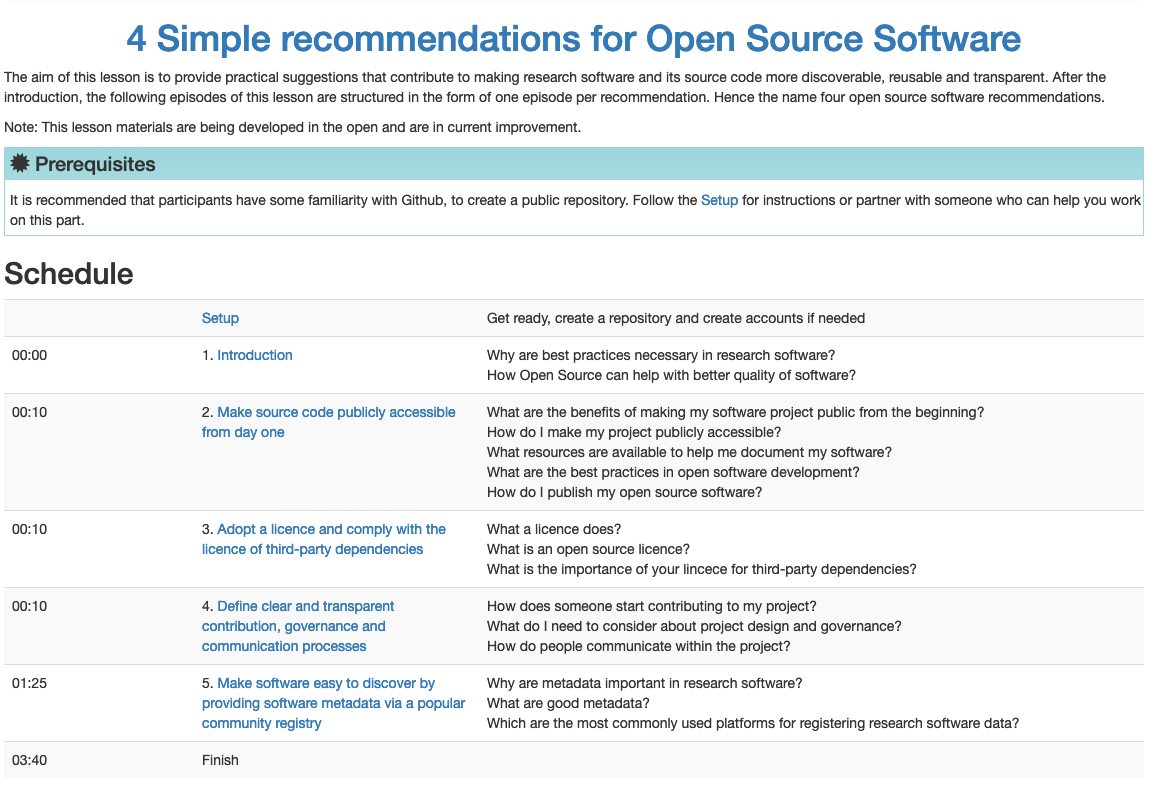 4 Simple recommendations for Open Source Software
The aim of this lesson is to provide practical suggestions that contribute to making research software and its source code more discoverable, reusable and transparent. After the
introduction, the following episodes of this lesson are structured in the form of one episode per recommendation. Hence the name four open source software recommendations.
Note: This lesson materials are being developed in the open and are in current improvement.
Prerequisites
It is recommended that participants have some familiarity with Github, to create a public repository. Follow the Setup for instructions or partner with someone who can help you work
on this part.
Schedule
Setup Get ready, create a repository and create accounts if needed
00:00 1. Introduction Why are best practices necessary in research software?
How Open Source can help with better quality of software?
00:10 2. Make source code publicly accessible What are the benefits of making my software project public from the beginning?
from day one How do I make my project publicly accessible?
What resources are available to help me document my software?
What are the best practices in open software development?
How do I publish my open source software?
00:10 3. Adopt a licence and comply with the What a licence does?
licence of third-party dependencies What is an open source licence?
What is the importance of your lincece for third-party dependencies?
00:10 4. Define clear and transparent How does someone start contributing to my project?
contribution, governance and What do I need to consider about project design and governance?
communication processes How do people communicate within the project?
01:25 5. Make software easy to discover by Why are metadata important in research software?
providing software metadata via a popular What are good metadata?
community registry Which are the most commonly used platforms for registering research software data?
03:40 Finish